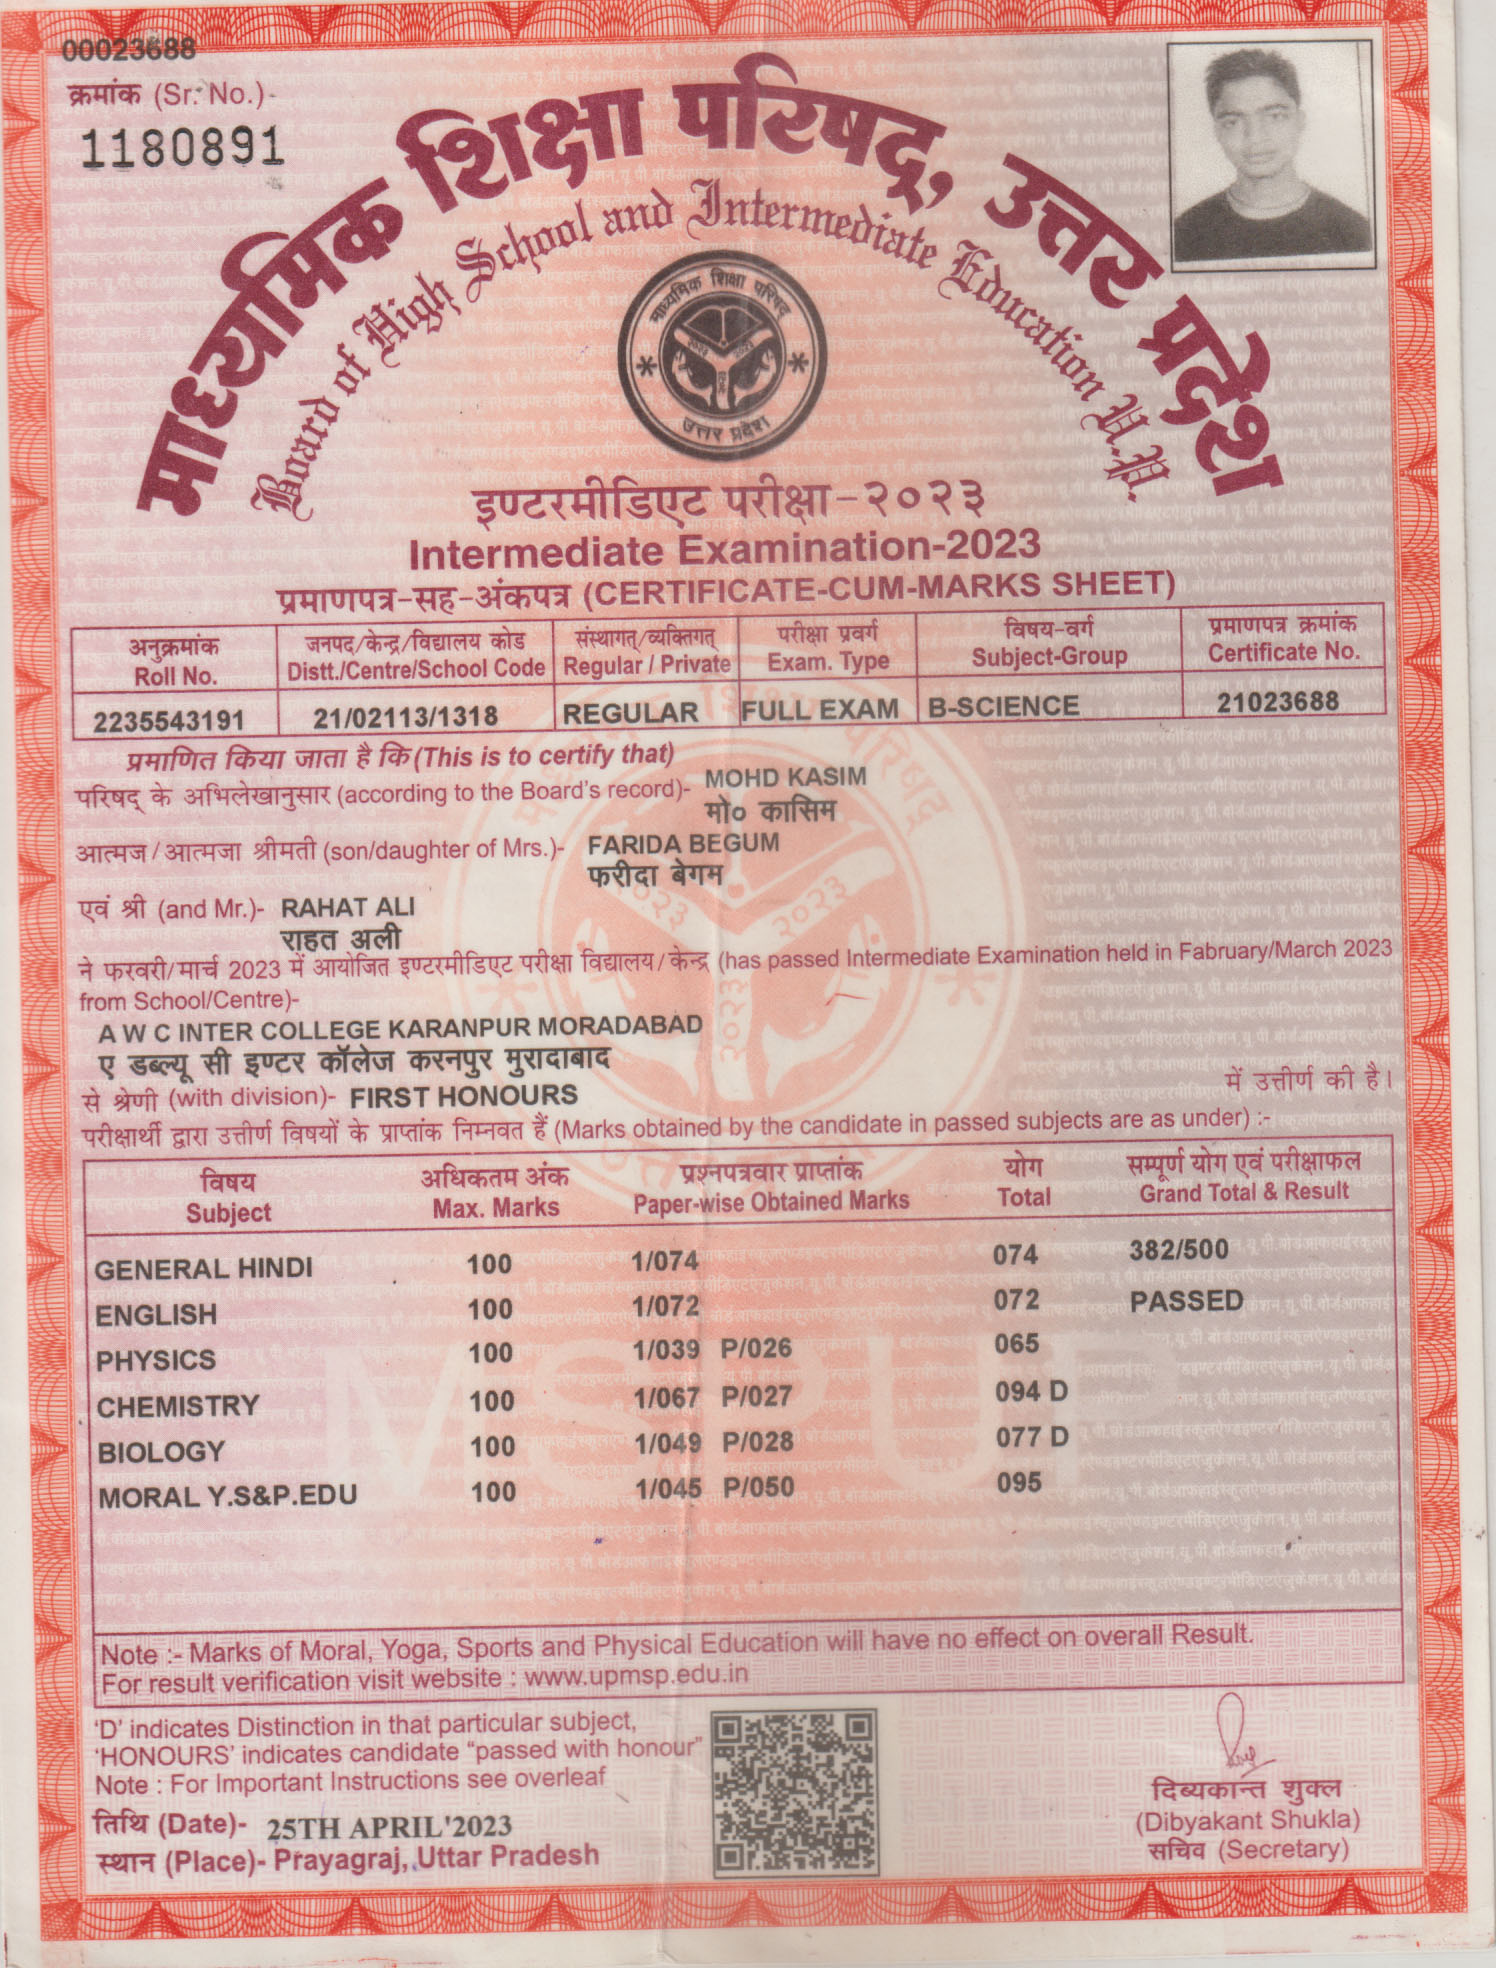 00023688
क्रमांक (Sr. No.)-
1180891
माध्यमिक शिक्षा परिषद्, उत्तर प्रदेश
Board of High School and Intermediate Education U.P.
माध्यमिक शिक्षा परिषद
२०२३ २०२३
२०२३
उत्तर प्रदेश
इण्टरमीडिएट परीक्षा-२०२३
Intermediate Examination-2023
प्रमाणपत्र-सह-अंकपत्र (CERTIFICATE-CUM-MARKS SHEET)
अनुक्रमांक जनपद/केन्द्र/विद्यालय कोड संस्थागत्/व्यक्तिगत् परीक्षा प्रवर्ग विषय-वर्ग प्रमाणपत्र क्रमांक
Roll No. Distt./Centre/School Code Regular / Private Exam. Type Subject-Group Certificate No.
2235543191 21/02113/1318 REGULAR FULL EXAM B-SCIENCE 21023688
प्रमाणित किया जाता है कि (This is to certify that)
परिषद् के अभिलेखानुसार (according to the Board's record)- MOHD KASIM
मो० कासिम
आत्मज/आत्मजा श्रीमती (son/daughter of Mrs.)- FARIDA BEGUM
फरीदा बेगम
एवं श्री (and Mr.)- RAHAT ALI
राहत अली
ने फरवरी/मार्च 2023 में आयोजित इण्टरमीडिएट परीक्षा विद्यालय/केन्द्र (has passed Intermediate Examination held in Fabruary/March 2023
from School/Centre)-
A W C INTER COLLEGE KARANPUR MORADABAD
ए डब्ल्यू सी इण्टर कॉलेज करनपुर मुरादाबाद
से श्रेणी (with division)- FIRST HONOURS में उत्तीर्ण की है।
परीक्षार्थी द्वारा उत्तीर्ण विषयों के प्राप्तांक निम्नवत हैं (Marks obtained by the candidate in passed subjects are as under) :-
विषय अधिकतम अंक प्रश्नपत्रवार प्राप्तांक योग सम्पूर्ण योग एवं परीक्षाफल
Subject Max. Marks Paper-wise Obtained Marks Total Grand Total & Result
GENERAL HINDI 100 1/074 074 382/500
ENGLISH 100 1/072 072 PASSED
PHYSICS 100 1/039 P/026 065
CHEMISTRY 100 1/067 P/027 094 D
BIOLOGY 100 1/049 P/028 077 D
MORAL Y.S&P.EDU 100 1/045 P/050 095
MSPUP
Note :- Marks of Moral, Yoga, Sports and Physical Education will have no effect on overall Result.
For result verification visit website : www.upmsp.edu.in
'D' indicates Distinction in that particular subject,
'HONOURS' indicates candidate "passed with honour"
Note : For Important Instructions see overleaf
तिथि (Date)- 25TH APRIL'2023
स्थान (Place)- Prayagraj, Uttar Pradesh
दिब्यकान्त शुक्ल
(Dibyakant Shukla)
सचिव (Secretary)